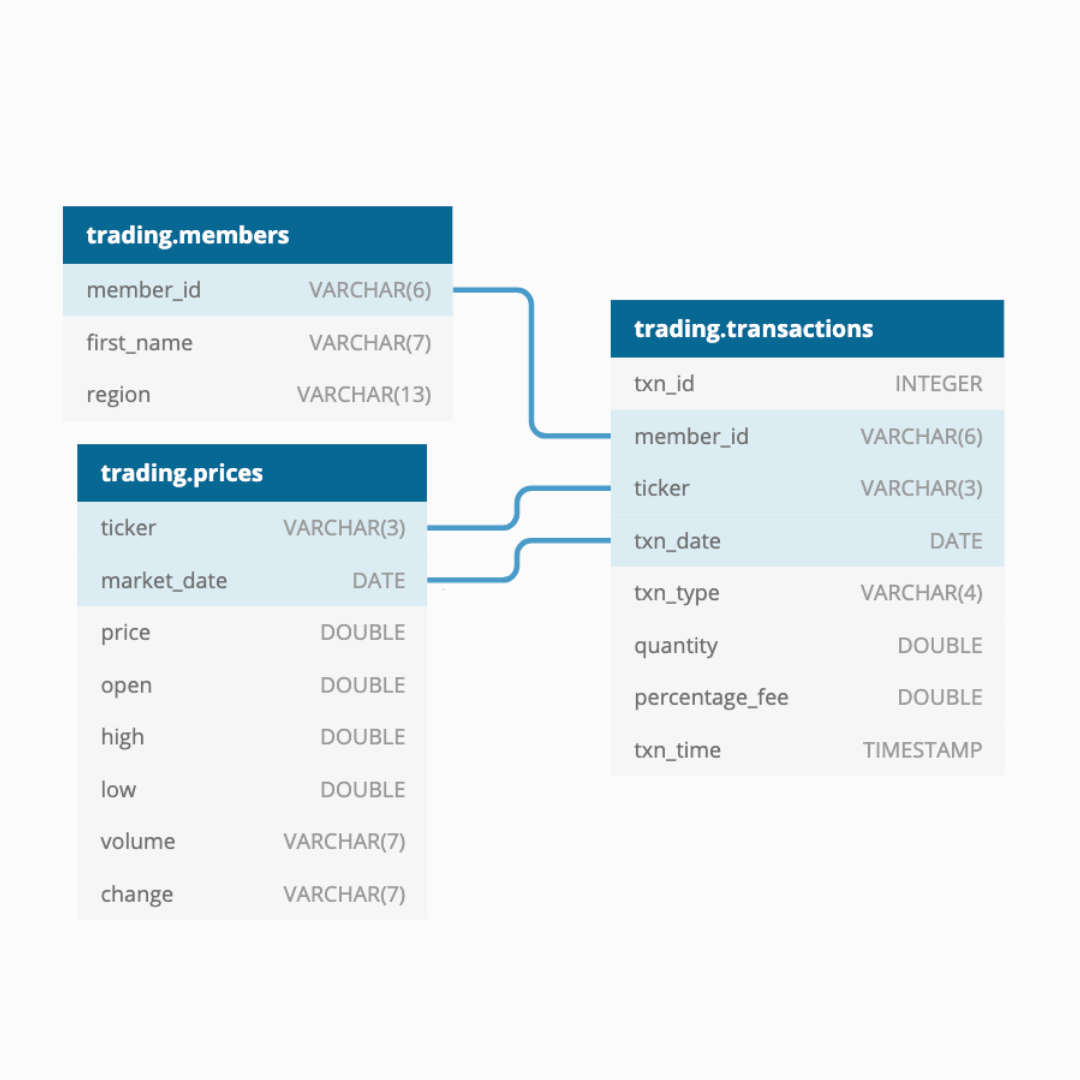 trading.members
member_id VARCHAR(6)
first_name VARCHAR(7)
region VARCHAR(13)
trading.prices
ticker VARCHAR(3)
market_date DATE
price DOUBLE
open DOUBLE
high DOUBLE
low DOUBLE
volume VARCHAR(7)
change VARCHAR(7)
trading.transactions
txn_id INTEGER
member_id VARCHAR(6)
ticker VARCHAR(3)
txn_date DATE
txn_type VARCHAR(4)
quantity DOUBLE
percentage_fee DOUBLE
txn_time TIMESTAMP